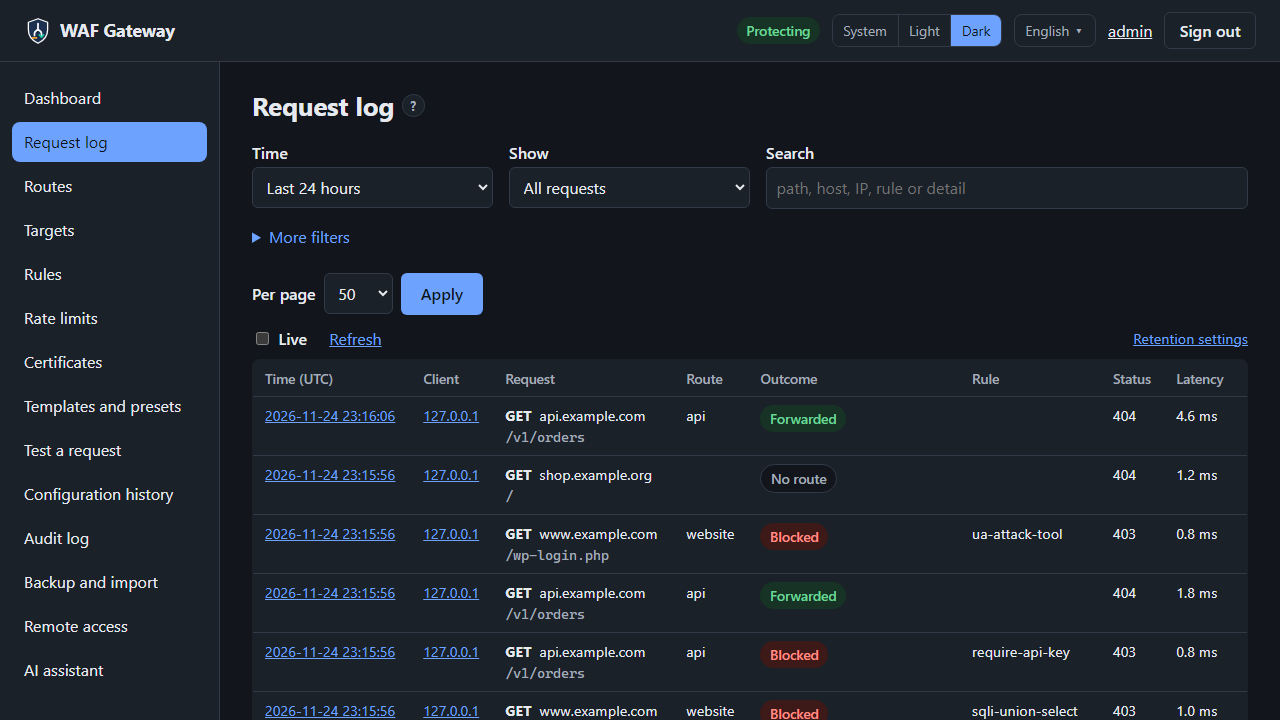 WAF Gateway
Protecting
System Light Dark
English ▾
admin
Sign out
Dashboard
Request log
Routes
Targets
Rules
Rate limits
Certificates
Templates and presets
Test a request
Configuration history
Audit log
Backup and import
Remote access
AI assistant
Request log ?
Time Show Search
Last 24 hours All requests path, host, IP, rule or detail
▶ More filters
Per page 50 Apply
Live Refresh Retention settings
Time (UTC) Client Request Route Outcome Rule Status Latency
2026-11-24 23:16:06 127.0.0.1 GET api.example.com api Forwarded 404 4.6 ms
/v1/orders
2026-11-24 23:15:56 127.0.0.1 GET shop.example.org No route 404 1.2 ms
/
2026-11-24 23:15:56 127.0.0.1 GET www.example.com website Blocked ua-attack-tool 403 0.8 ms
/wp-login.php
2026-11-24 23:15:56 127.0.0.1 GET api.example.com api Forwarded 404 1.8 ms
/v1/orders
2026-11-24 23:15:56 127.0.0.1 GET api.example.com api Blocked require-api-key 403 0.8 ms
/v1/orders
2026-11-24 23:15:56 127.0.0.1 GET www.example.com website Blocked sqli-union-select 403 1.0 ms